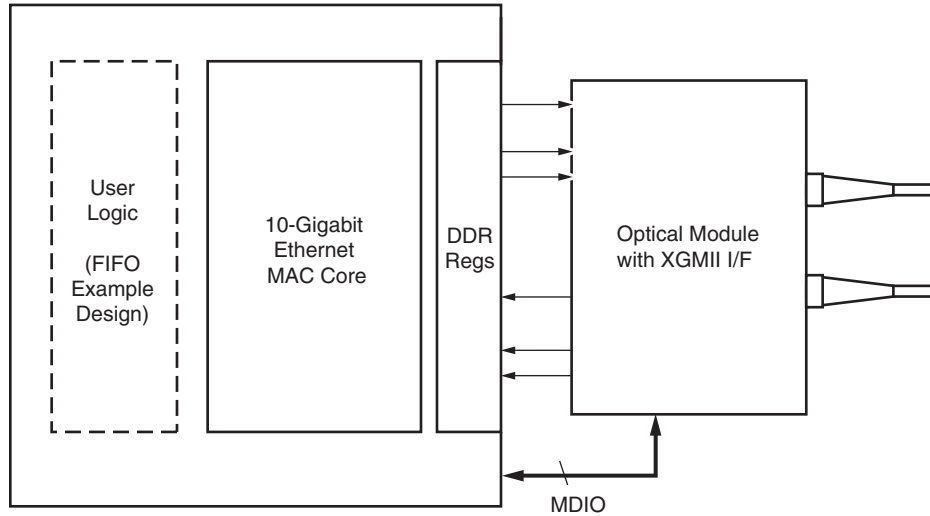 User
Logic
(FIFO
Example
Design)
10-Gigabit
Ethernet
MAC Core
DDR
Regs
Optical Module
with XGMII I/F
MDIO